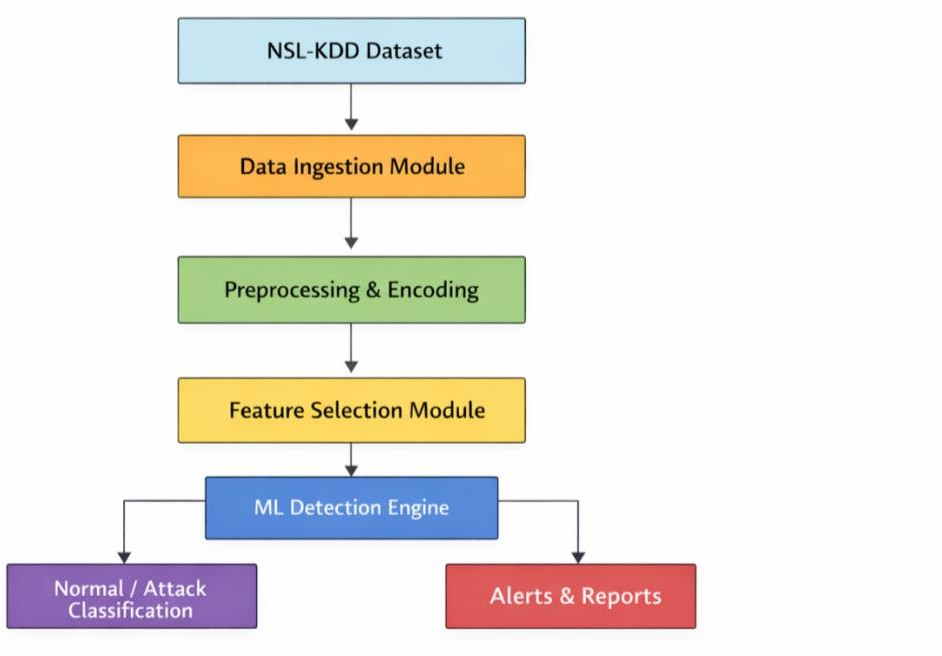 NSL-KDD Dataset
Data Ingestion Module
Preprocessing & Encoding
Feature Selection Module
ML Detection Engine
Normal / Attack
Classification
Alerts & Reports